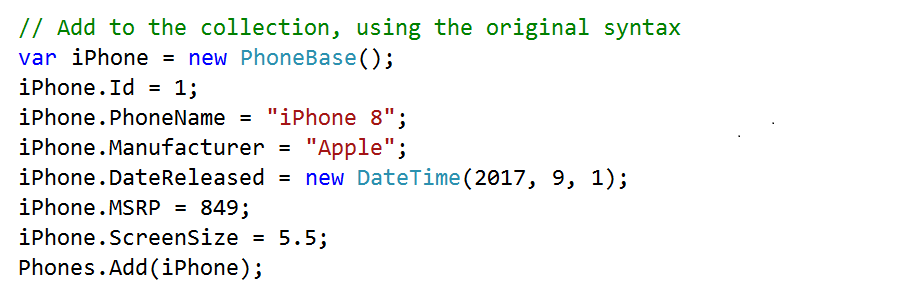 // Add to the collection, using the original syntax
var iPhone = new PhoneBase();
iPhone.Id = 1;
iPhone.PhoneName = "iPhone 8";
iPhone.Manufacturer = "Apple";
iPhone.DateReleased = new DateTime(2017, 9, 1);
iPhone.MSRP = 849;
iPhone.ScreenSize = 5.5;
Phones.Add(iPhone);